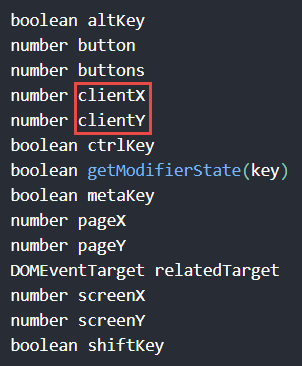 boolean altKey
number button
number buttons
number clientX
number clientY
boolean ctrlKey
boolean getModifierState(key)
boolean metaKey
number pageX
number pageY
DOMEventTarget relatedTarget
number screenX
number screenY
boolean shiftKey